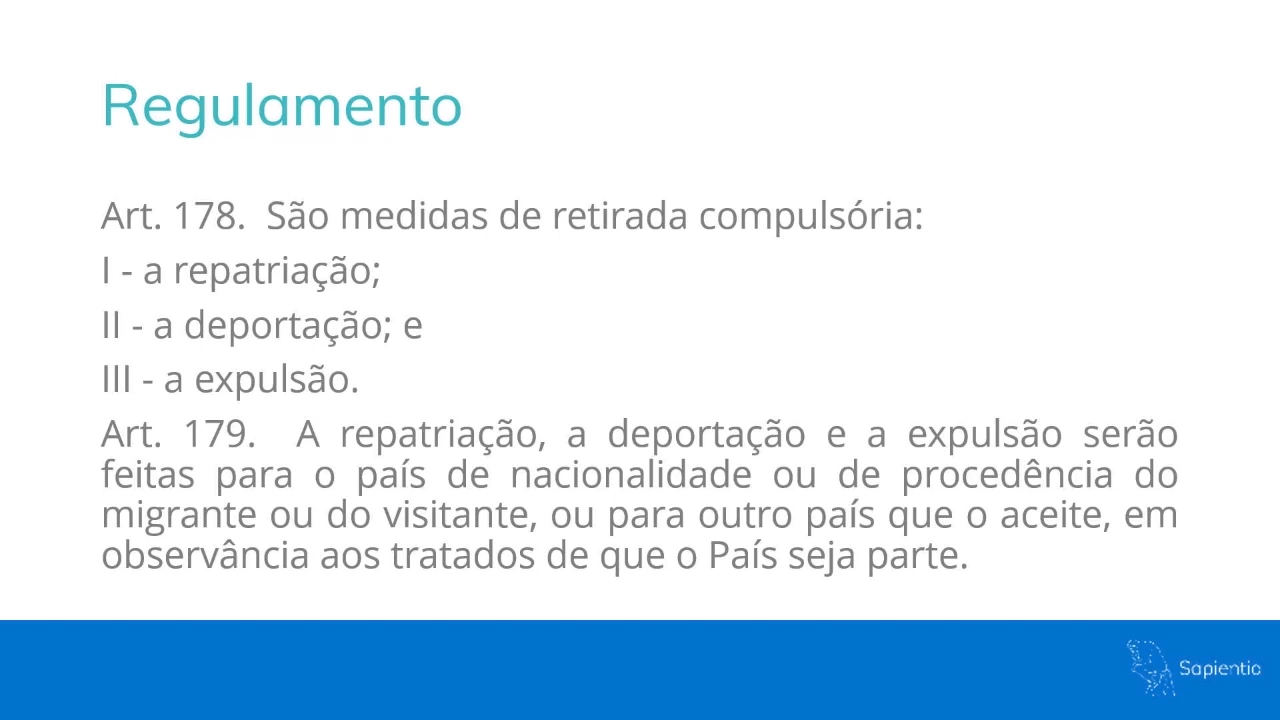 Regulamento
Art. 178.  São medidas de retirada compulsória:
I - a repatriação;
II - a deportação; e
III - a expulsão.
Art. 179.  A repatriação, a deportação e a expulsão serão
feitas para o país de nacionalidade ou de procedência do
migrante ou do visitante, ou para outro país que o aceite, em
observância aos tratados de que o País seja parte.
Sapientia